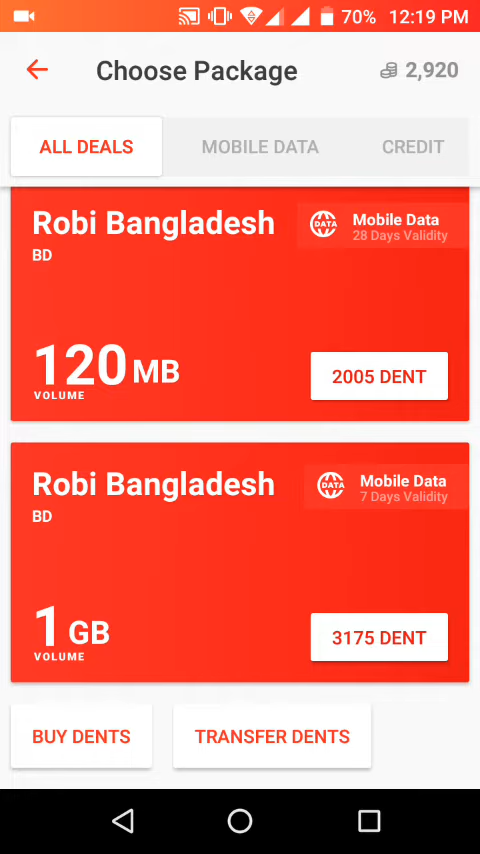 70% 12:19 PM
Choose Package 2,920
ALL DEALS MOBILE DATA CREDIT
Robi Bangladesh
BD
DATA Mobile Data
28 Days Validity
120 MB
VOLUME
2005 DENT
Robi Bangladesh
BD
DATA Mobile Data
7 Days Validity
1 GB
VOLUME
3175 DENT
BUY DENTS TRANSFER DENTS